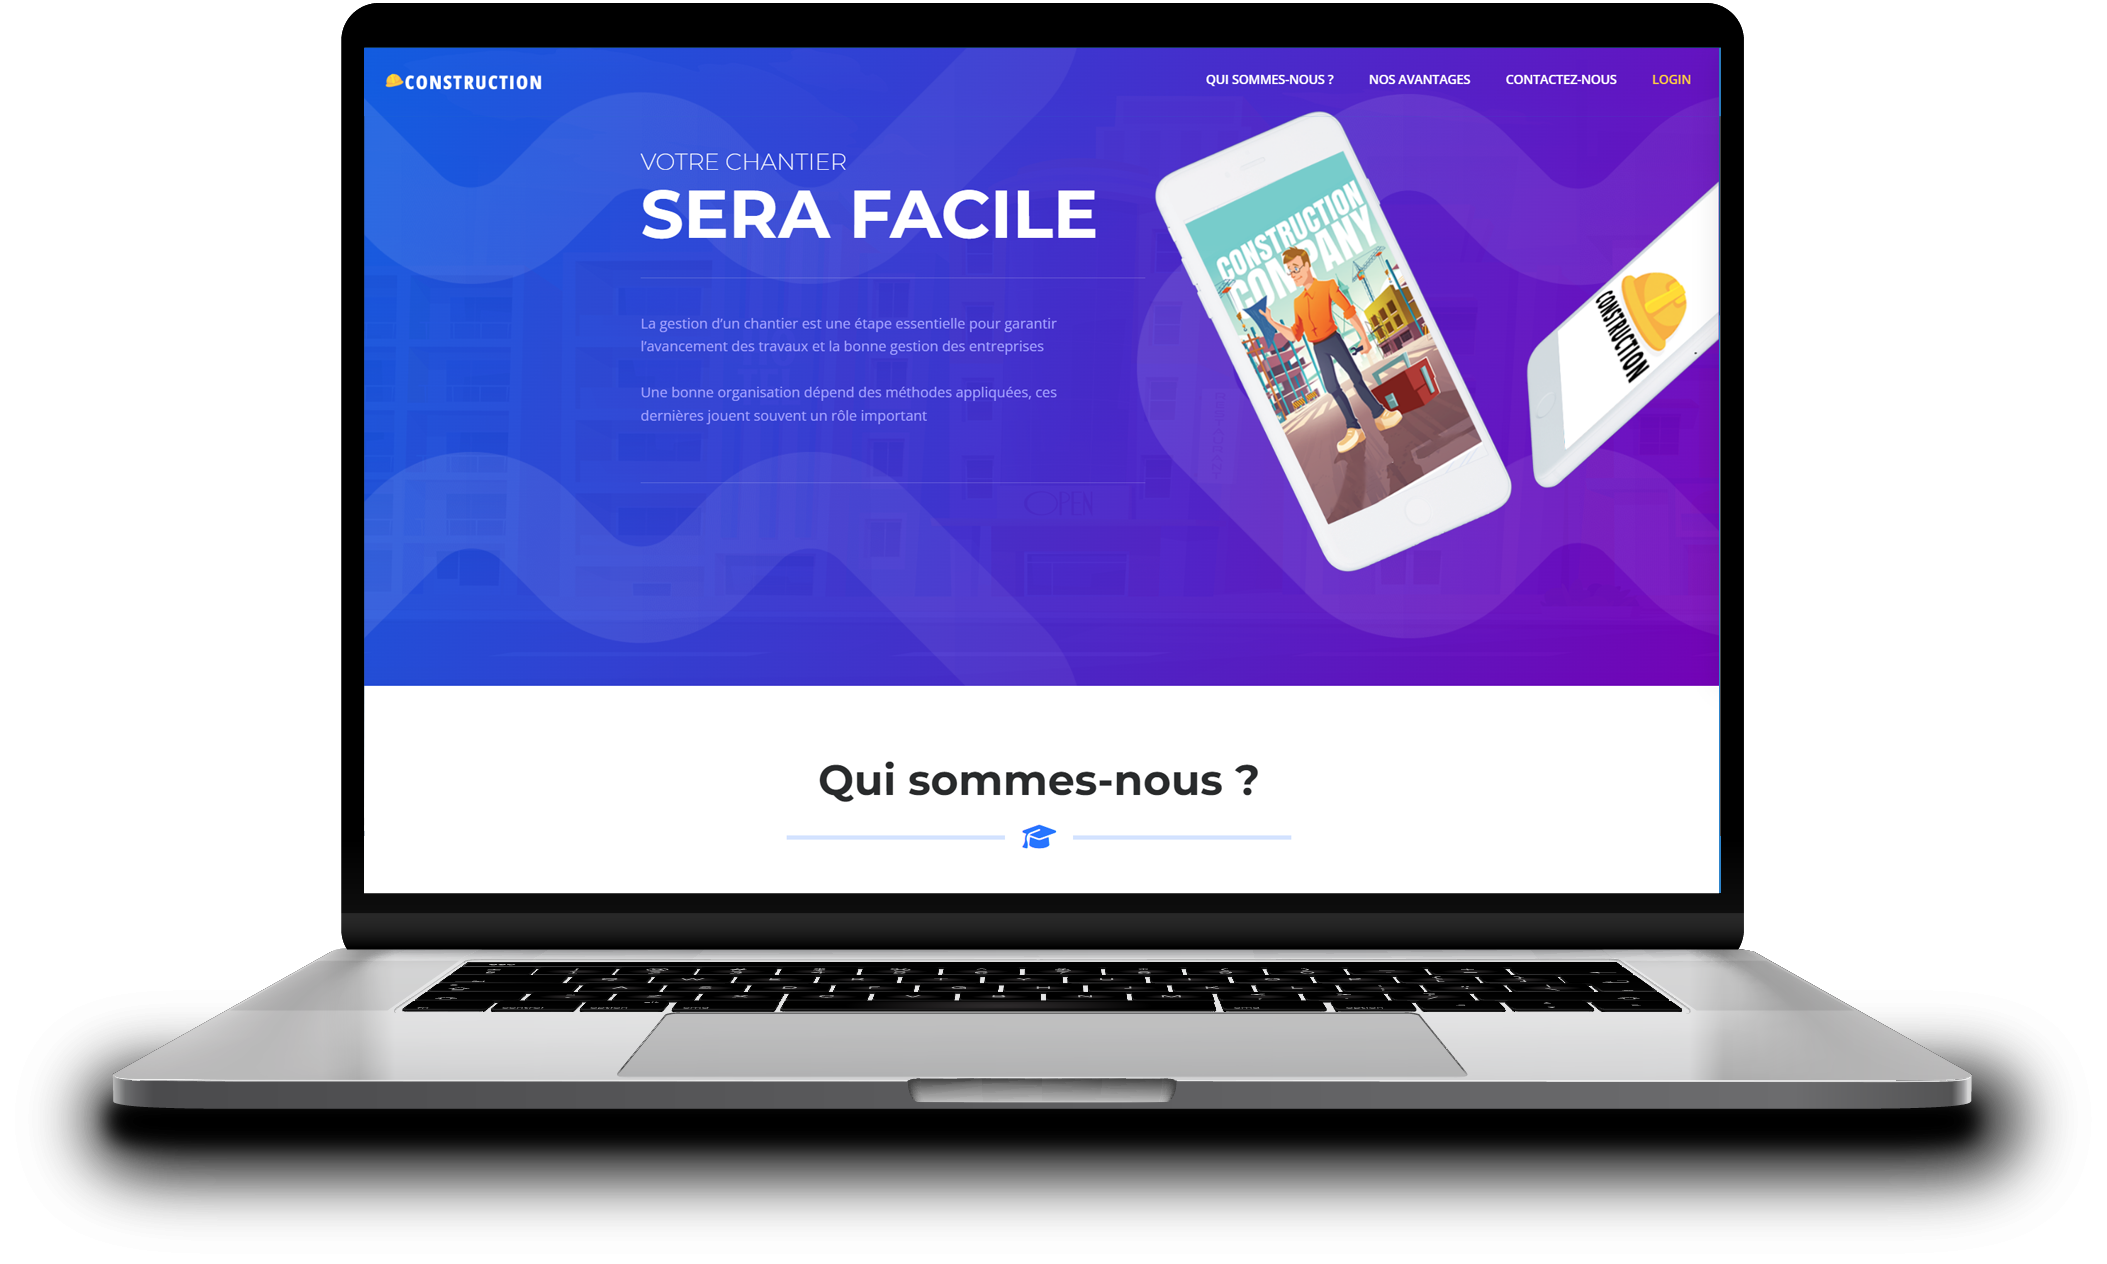 CONSTRUCTION
QUI SOMMES-NOUS ?
NOS AVANTAGES
CONTACTEZ-NOUS
LOGIN
VOTRE CHANTIER
SERA FACILE
La gestion d'un chantier est une étape essentielle pour garantir
l'avancement des travaux et la bonne gestion des entreprises
Une bonne organisation dépend des méthodes appliquées, ces
dernières jouent souvent un rôle important
CONSTRUCTION
COMPANY
CONSTRUCTION
OPEN
Qui sommes-nous ?